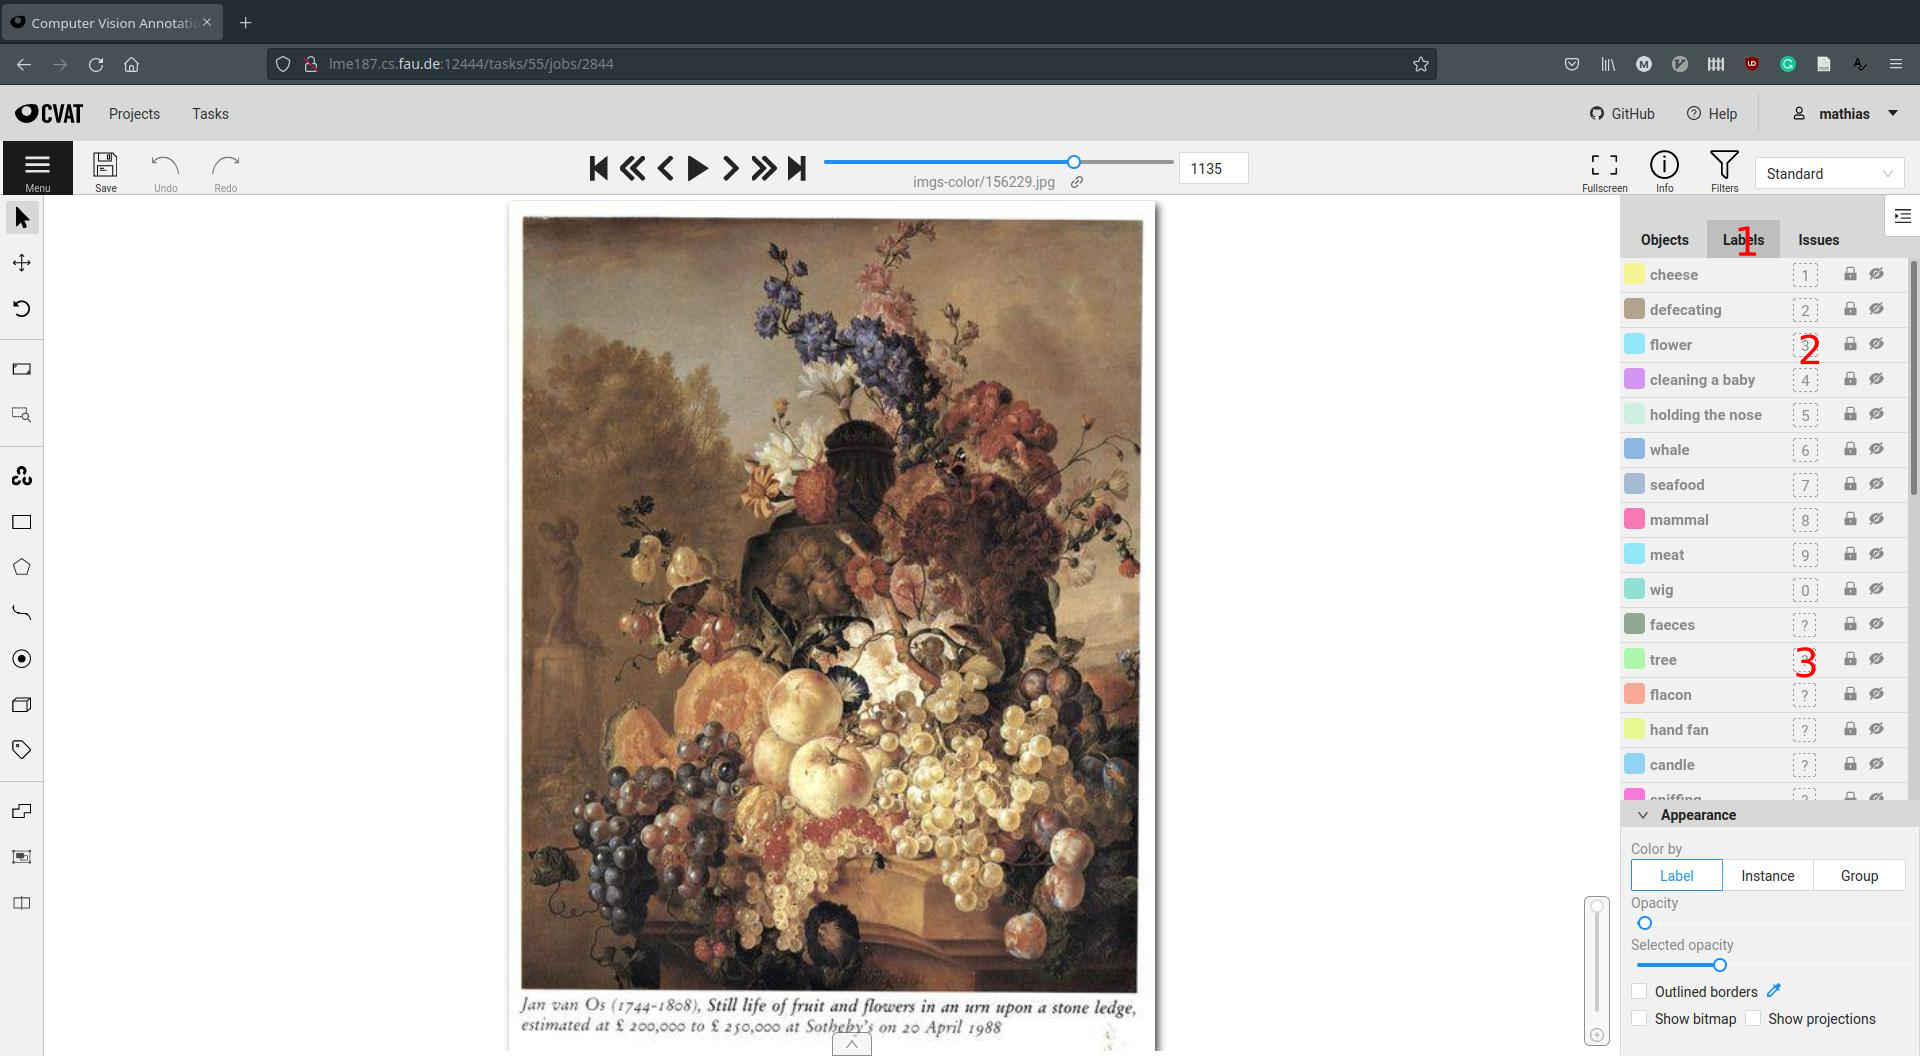 Computer Vision Annotatio
lme187.cs.fau.de:12444/tasks/55/jobs/2844
CVAT Projects Tasks GitHub Help mathias
Menu Save Undo Redo imgs-color/156229.jpg 1135 Fullscreen Info Filters Standard
Objects Labels Issues
1
cheese 1
defecating 2
flower 3
2
cleaning a baby 4
holding the nose 5
whale 6
seafood 7
mammal 8
meat 9
wig 0
faeces ?
tree
3
flacon ?
hand fan ?
candle ?
sniffing ?
Appearance
Color by
Label Instance Group
Opacity
Selected opacity
Outlined borders
Show bitmap Show projections
Jan van Os (1744-1808), Still life of fruit and flowers in an urn upon a stone ledge,
estimated at £ 200,000 to £ 250,000 at Sotheby's on 20 April 1988